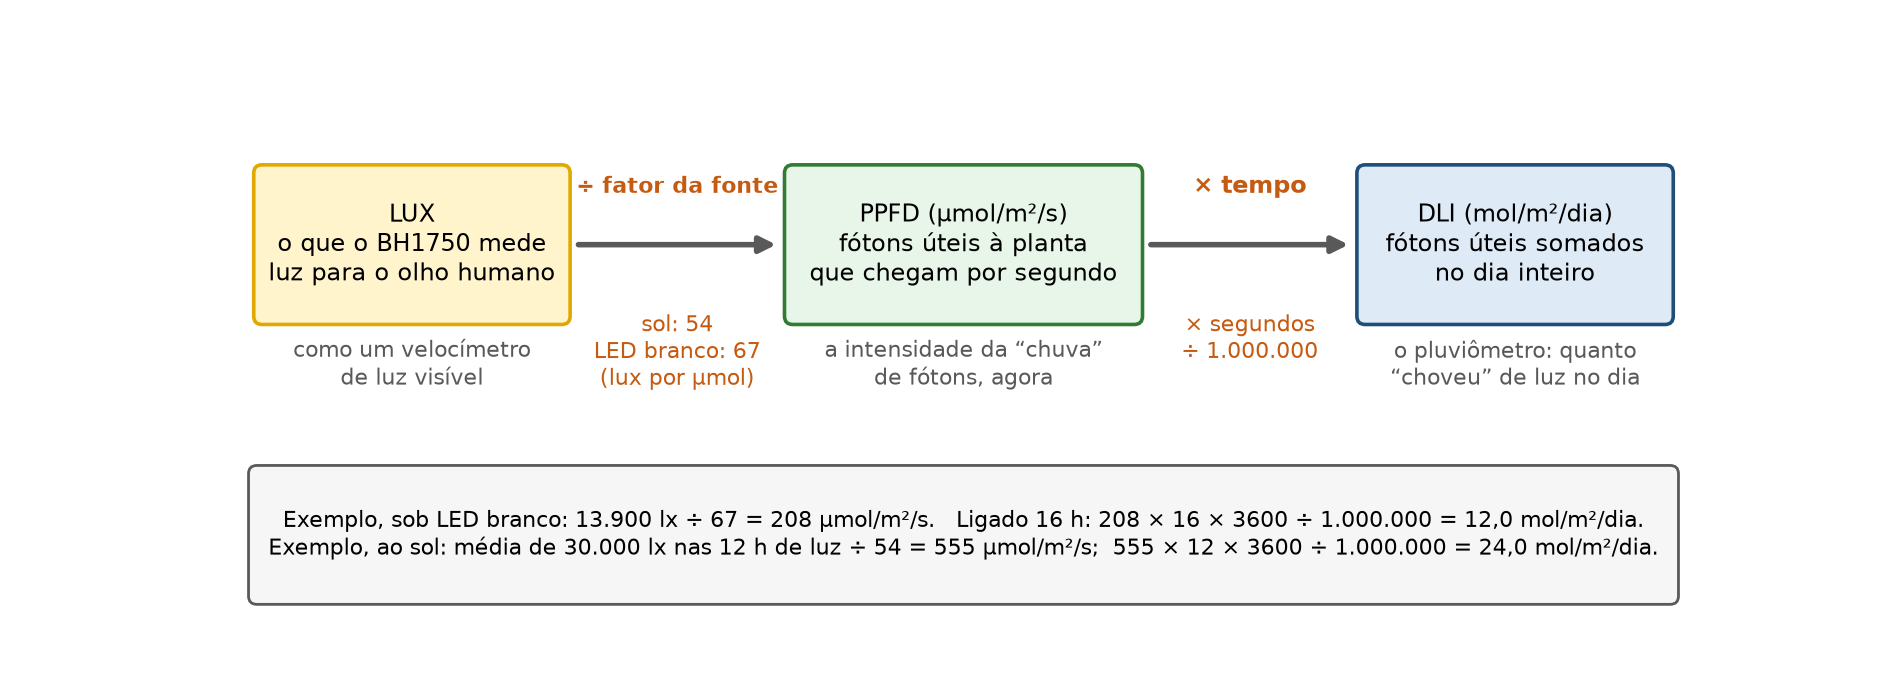 LUX
o que o BH1750 mede
luz para o olho humano
como um velocímetro
de luz visível
÷ fator da fonte
sol: 54
LED branco: 67
(lux por μmol)
PPFD (μmol/m²/s)
fótons úteis à planta
que chegam por segundo
a intensidade da “chuva”
de fótons, agora
× tempo
× segundos
÷ 1.000.000
DLI (mol/m²/dia)
fótons úteis somados
no dia inteiro
o pluviômetro: quanto
“choveu” de luz no dia
Exemplo, sob LED branco: 13.900 lx ÷ 67 = 208 μmol/m²/s.   Ligado 16 h: 208 × 16 × 3600 ÷ 1.000.000 = 12,0 mol/m²/dia.
Exemplo, ao sol: média de 30.000 lx nas 12 h de luz ÷ 54 = 555 μmol/m²/s;  555 × 12 × 3600 ÷ 1.000.000 = 24,0 mol/m²/dia.